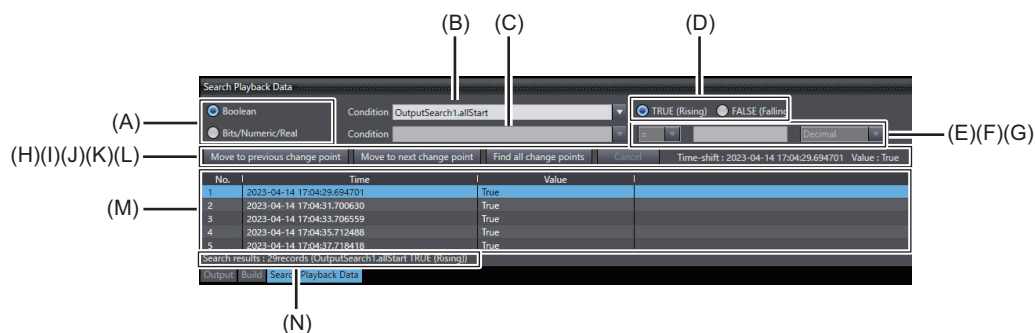 (B) (C) (D)
Search Playback Data
(A) Boolean Condition OutputSearch1.allStart TRUE (Rising) FALSE (Falling
Bits/Numeric/Real Condition = Decimal (E)(F)(G)
(H)(I)(J)(K)(L) Move to previous change point Move to next change point Find all change points Cancel Time-shift : 2023-04-14 17:04:29.694701 Value : True
No. Time Value
(M) 1 2023-04-14 17:04:29.694701 True
2 2023-04-14 17:04:31.700630 True
3 2023-04-14 17:04:33.706559 True
4 2023-04-14 17:04:35.712488 True
5 2023-04-14 17:04:37.718418 True
Search results : 29records (OutputSearch1.allStart TRUE (Rising))
Output Build Search Playback Data
(N)